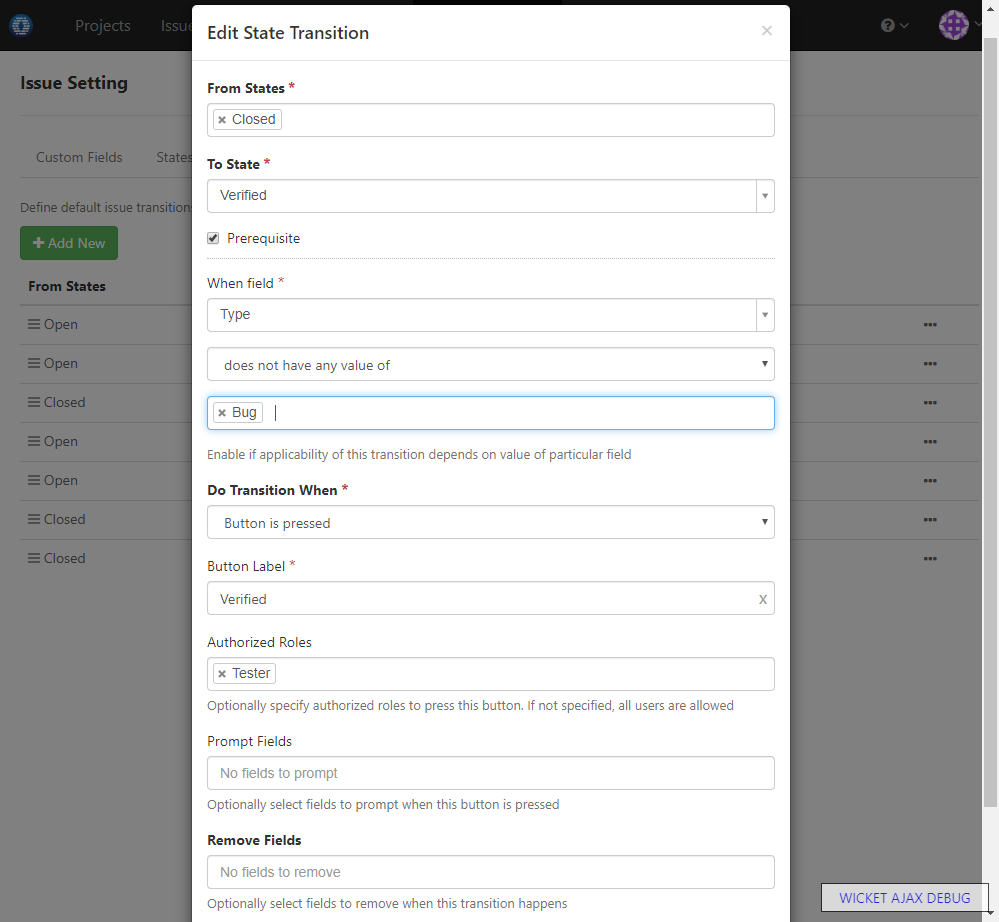 Projects
Issue
Edit State Transition
×
Issue Setting
Custom Fields
States
Define default issue transition
Add New
From States
Open
Open
Closed
Open
Open
Closed
Closed
From States *
× Closed
To State *
Verified
Prerequisite
When field *
Type
does not have any value of
× Bug
Enable if applicability of this transition depends on value of particular field
Do Transition When *
Button is pressed
Button Label *
Verified
X
Authorized Roles
× Tester
Optionally specify authorized roles to press this button. If not specified, all users are allowed
Prompt Fields
No fields to prompt
Optionally select fields to prompt when this button is pressed
Remove Fields
No fields to remove
Optionally select fields to remove when this transition happens
WICKET AJAX DEBUG